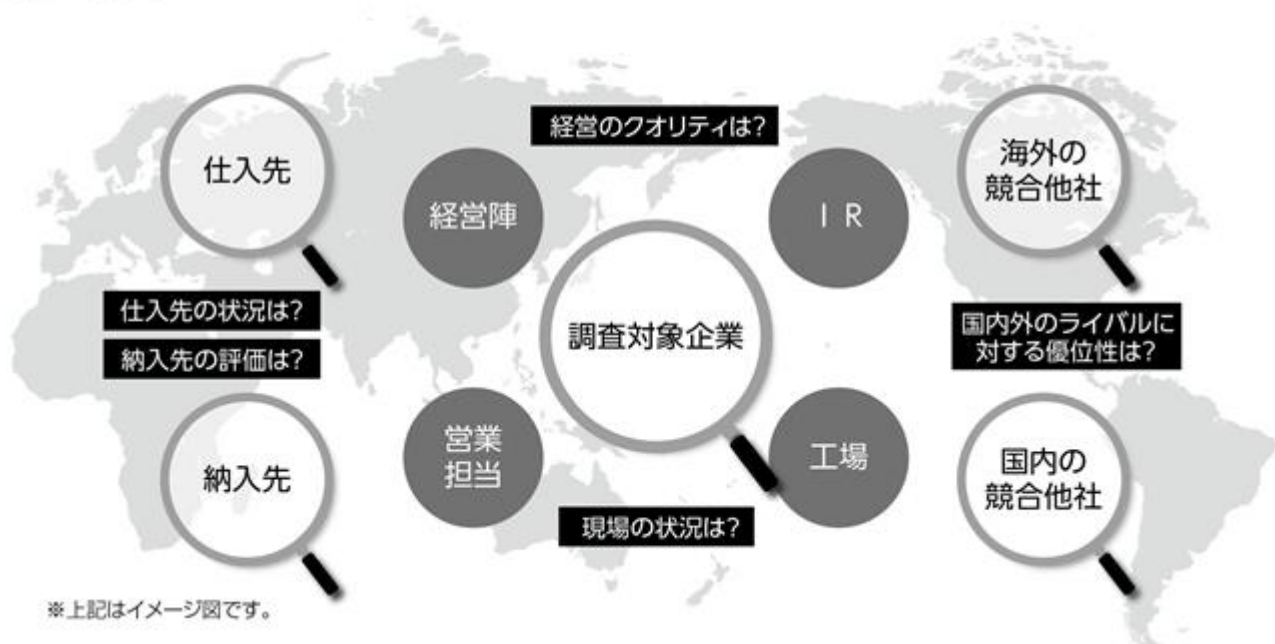 経営のクオリティは?
仕入先
経営陣
I R
海外の
競合他社
仕入先の状況は?
納入先の評価は?
調査対象企業
国内外のライバルに
対する優位性は?
納入先
営業
担当
工場
国内の
競合他社
現場の状況は?
※上記はイメージ図です。